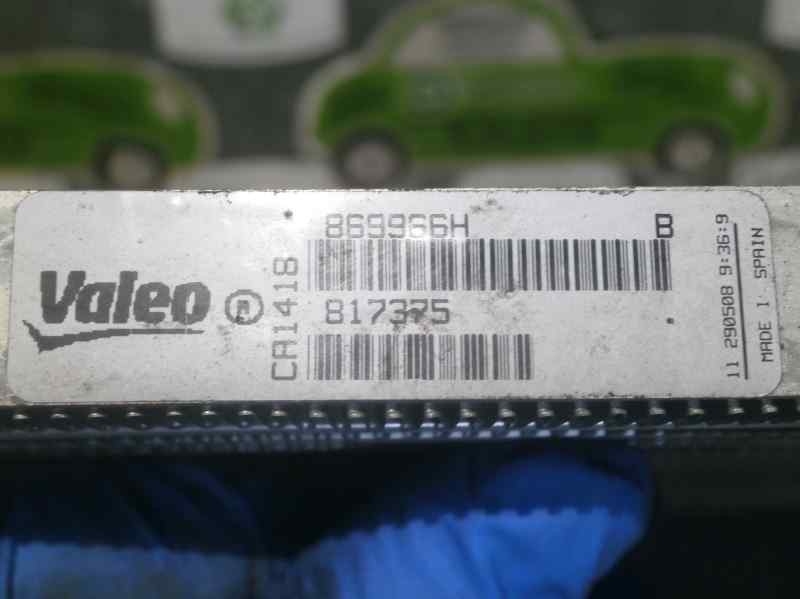 Valeo
CA1418
869966H
B
817375
11 290508 9:36:9
MADE I SPAIN